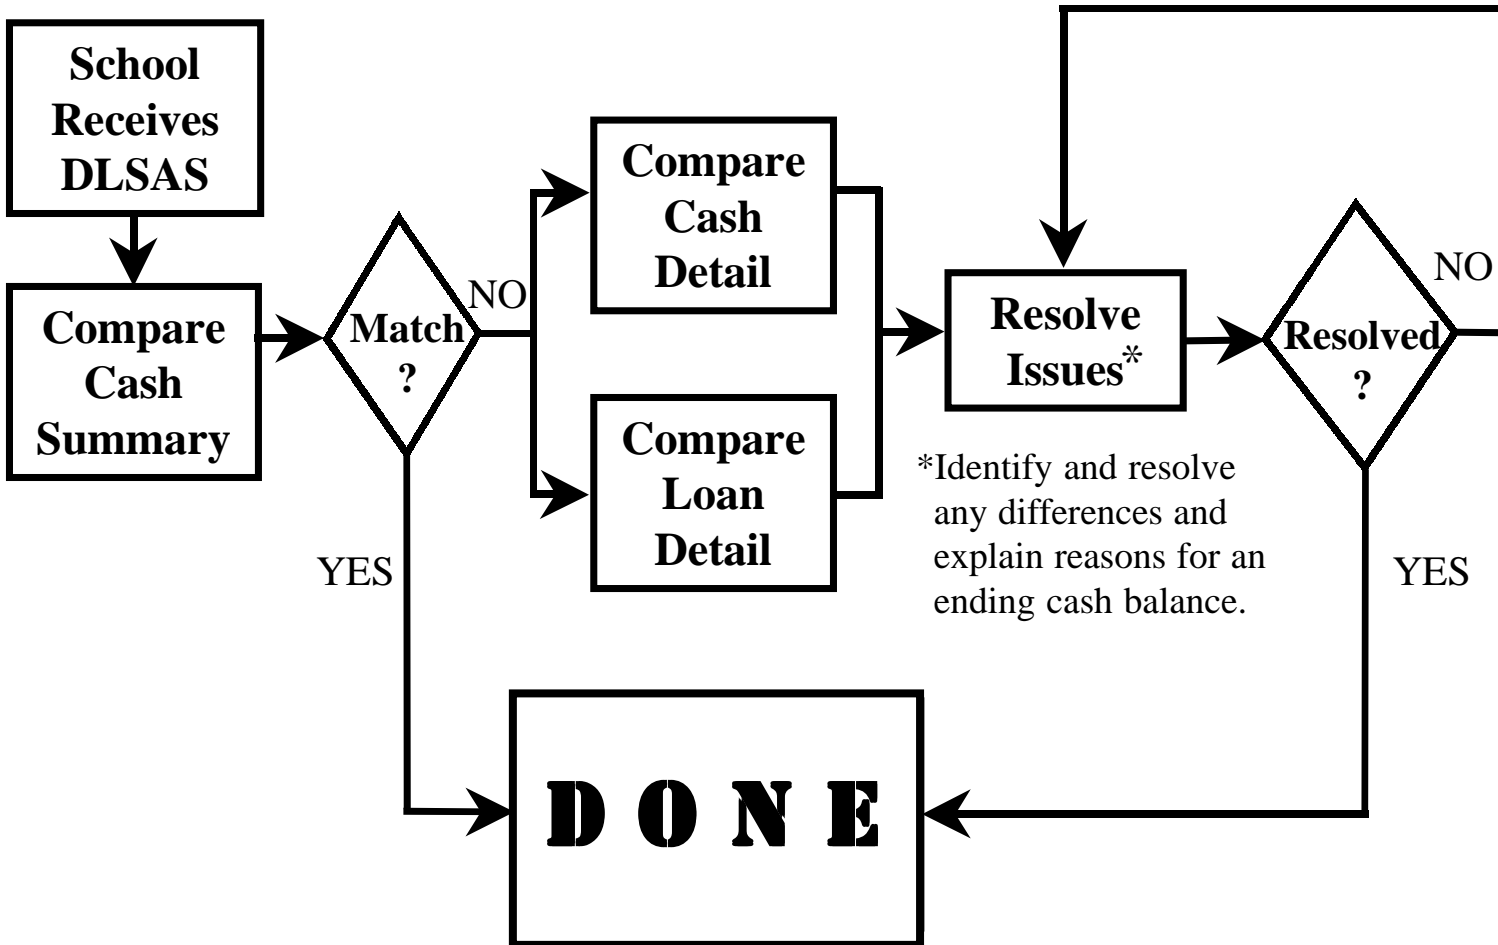 School
Receives
DLSAS
Compare
Cash
Summary
Match
?
NO
YES
Compare
Cash
Detail
Compare
Loan
Detail
Resolve
Issues*
*Identify and resolve
any differences and
explain reasons for an
ending cash balance.
Resolved
?
NO
YES
D O N E